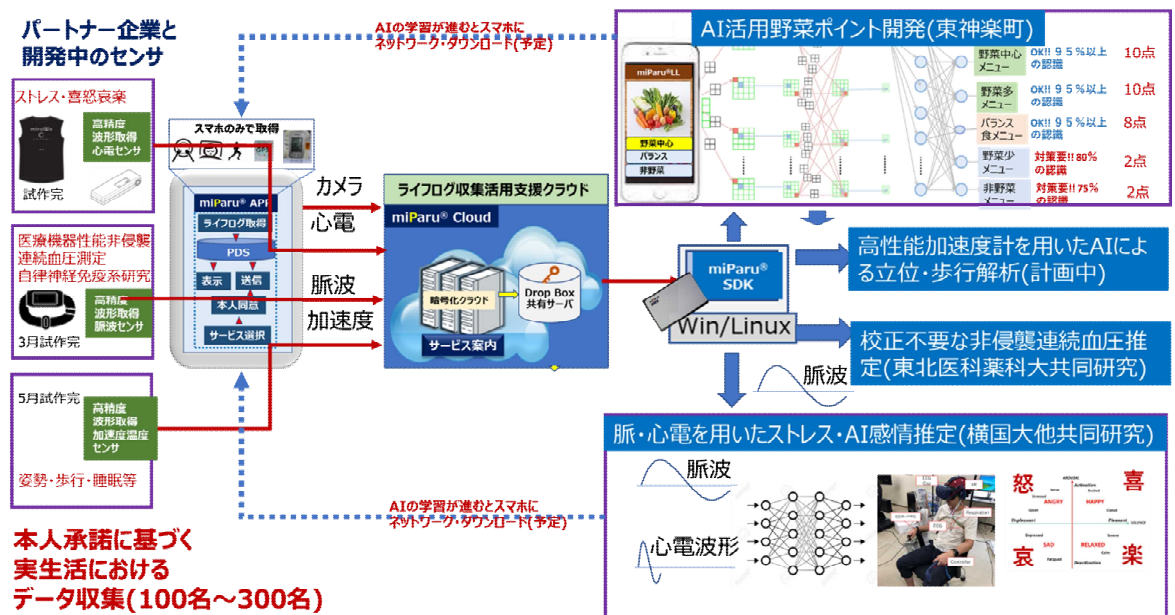 パートナー企業と
開発中のセンサ
ストレス・喜怒哀楽
高精度
波形取得
心電センサ
試作完
医療機器性能非侵襲
連続血圧測定
自律神経免疫系研究
高精度
波形取得
脈波センサ
3月試作完
5月試作完
高精度
波形取得
加速度温度
センサ
姿勢・歩行・睡眠等
本人承諾に基づく
実生活における
データ収集(100名～300名)
AIの学習が進むとスマホに
ネットワーク・ダウンロード(予定)
スマホのみで取得
miParu® APP
ライフログ取得
PDS
表示
送信
本人同意
サービス選択
カメラ
心電
脈波
加速度
ライフログ収集活用支援クラウド
miParu® Cloud
暗号化クラウド
Drop Box
共有サーバ
サービス案内
AIの学習が進むとスマホに
ネットワーク・ダウンロード(予定)
miParu®
SDK
Win/Linux
脈波
AI活用野菜ポイント開発(東神楽町)
miParu®LL
野菜中心
バランス
非野菜
野菜中心
メニュー
OK!! 95%以上
の認識
10点
野菜多
メニュー
OK!! 95%以上
の認識
10点
バランス
食メニュー
OK!! 95%以上
の認識
8点
野菜少
メニュー
対策要!!80%
の認識
2点
非野菜
メニュー
対策要!!75%
の認識
2点
高性能加速度計を用いたAIによ
る立位・歩行解析(計画中)
校正不要な非侵襲連続血圧推
定(東北医科薬科大共同研究)
脈・心電を用いたストレス・AI感情推定(横国大他共同研究)
脈波
心電波形
ECG
Controller
怒
喜
哀
楽
ANGRY
HAPPY
SAD
RELAXED